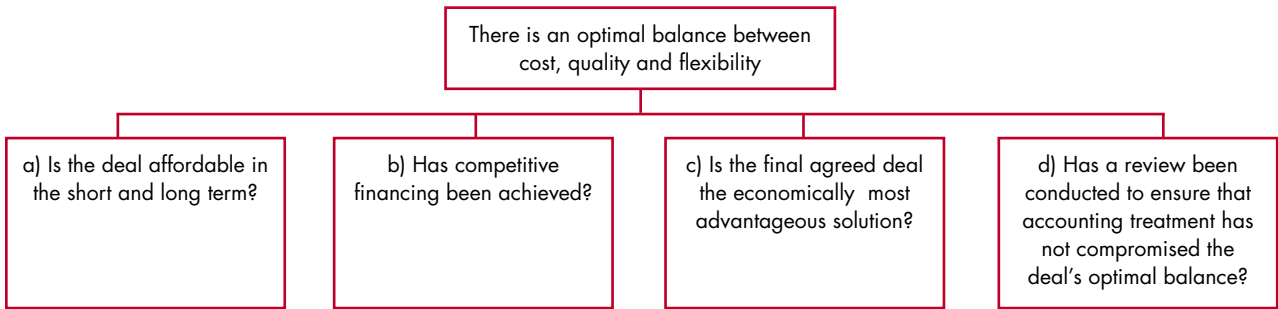 There is an optimal balance between
cost, quality and flexibility
a) Is the deal affordable in
the short and long term?
b) Has competitive
financing been achieved?
c) Is the final agreed deal
the economically most
advantageous solution?
d) Has a review been
conducted to ensure that
accounting treatment has
not compromised the
deal's optimal balance?